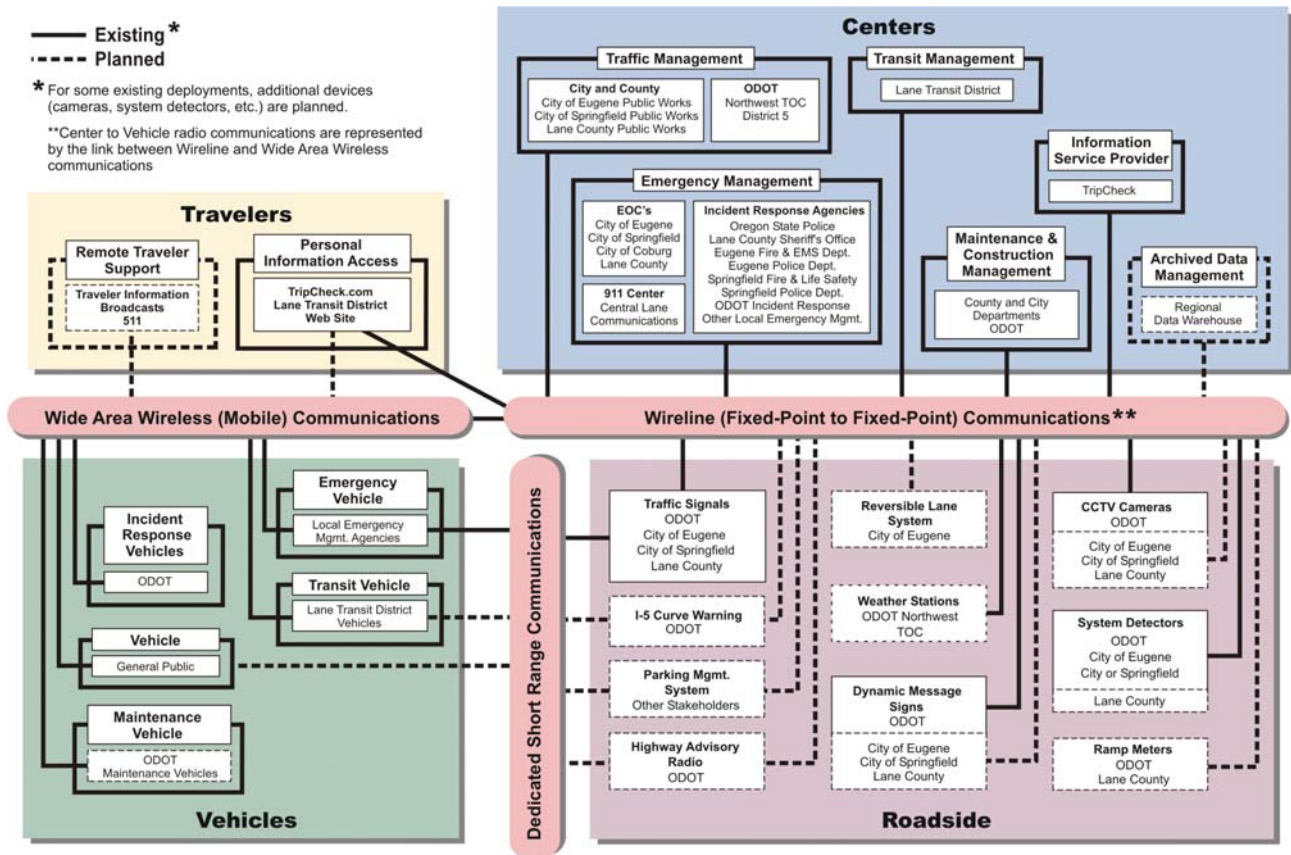 Existing *
Planned
* For some existing deployments, additional devices
(cameras, system detectors, etc.) are planned.
**Center to Vehicle radio communications are represented
by the link between Wireline and Wide Area Wireless
communications
Centers
Traffic Management
City and County
City of Eugene Public Works
City of Springfield Public Works
Lane County Public Works
ODOT
Northwest TOC
District 5
Transit Management
Lane Transit District
Information
Service Provider
TripCheck
Emergency Management
EOC's
City of Eugene
City of Springfield
City of Coburg
Lane County
911 Center
Central Lane
Communications
Incident Response Agencies
Oregon State Police
Lane County Sheriff's Office
Eugene Fire & EMS Dept.
Eugene Police Dept.
Springfield Fire & Life Safety
Springfield Police Dept.
ODOT Incident Response
Other Local Emergency Mgmt.
Maintenance &
Construction Management
County and City
Departments
ODOT
Archived Data
Management
Regional
Data Warehouse
Travelers
Remote Traveler
Support
Traveler Information
Broadcasts
511
Personal
Information Access
TripCheck.com
Lane Transit District
Web Site
Wide Area Wireless (Mobile) Communications
Wireline (Fixed-Point to Fixed-Point) Communications**
Incident
Response
Vehicles
ODOT
Emergency
Vehicle
Local Emergency
Mgmt. Agencies
Transit Vehicle
Lane Transit District
Vehicles
Vehicle
General Public
Maintenance
Vehicle
ODOT
Maintenance Vehicles
Vehicles
Dedicated Short Range Communications
Traffic Signals
ODOT
City of Eugene
City of Springfield
Lane County
I-5 Curve Warning
ODOT
Parking Mgmt.
System
Other Stakeholders
Highway Advisory
Radio
ODOT
Reversible Lane
System
City of Eugene
Weather Stations
ODOT Northwest
TOC
Dynamic Message
Signs
ODOT
City of Eugene
City of Springfield
Lane County
CCTV Cameras
ODOT
City of Eugene
City of Springfield
Lane County
System Detectors
ODOT
City of Eugene
City or Springfield
Lane County
Ramp Meters
ODOT
Lane County
Roadside